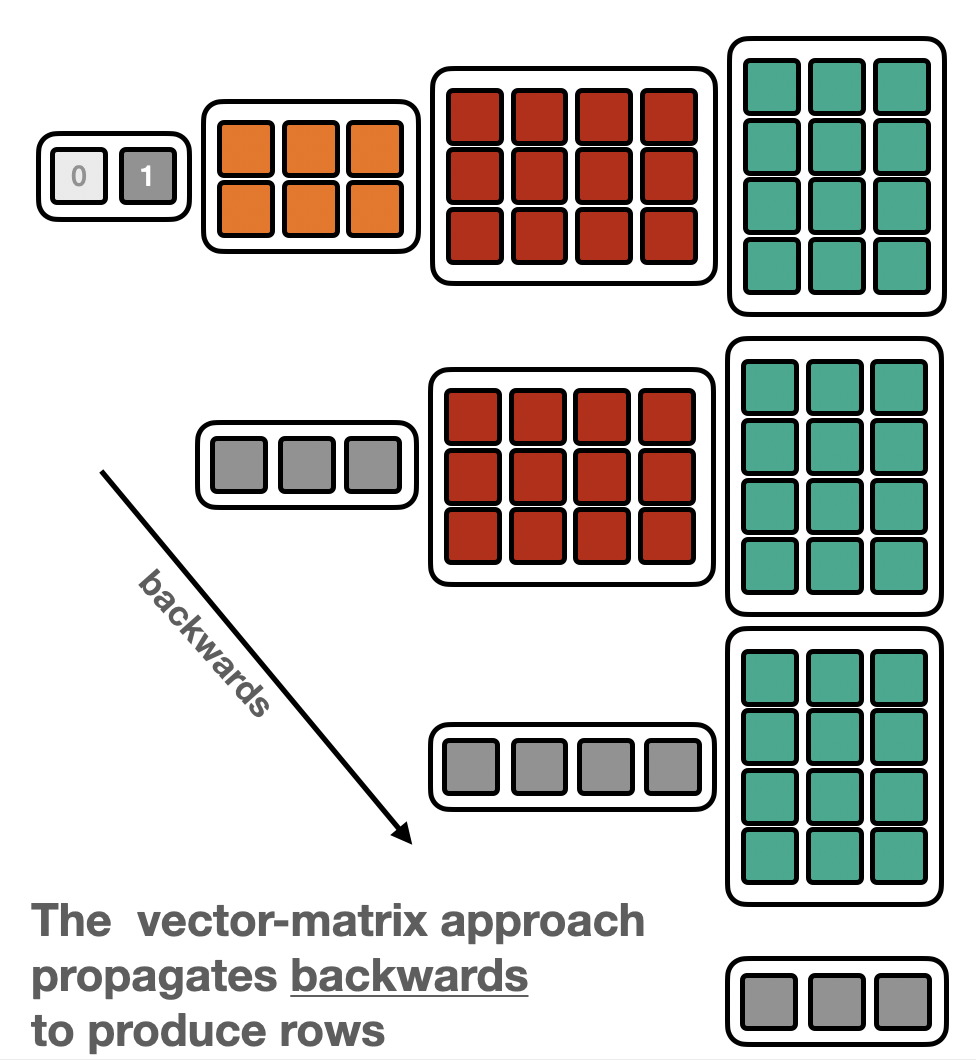 0 1
backwards
The vector-matrix approach
propagates backwards
to produce rows